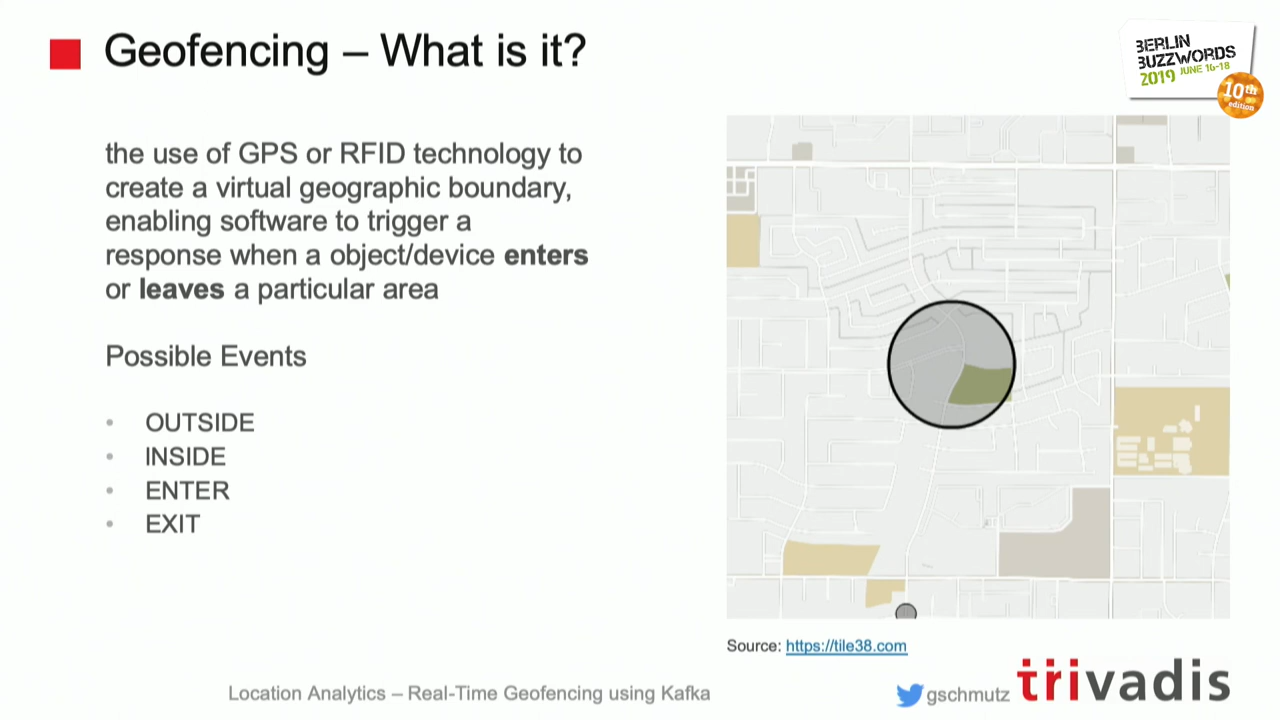 Geofencing – What is it?
BERLIN
BUZZWORDS
2019 JUNE 16-18
10th
edition
the use of GPS or RFID technology to
create a virtual geographic boundary,
enabling software to trigger a
response when a object/device enters
or leaves a particular area
Possible Events
• OUTSIDE
• INSIDE
• ENTER
• EXIT
Source: https://tile38.com
Location Analytics – Real-Time Geofencing using Kafka
gschmutz
trivadis